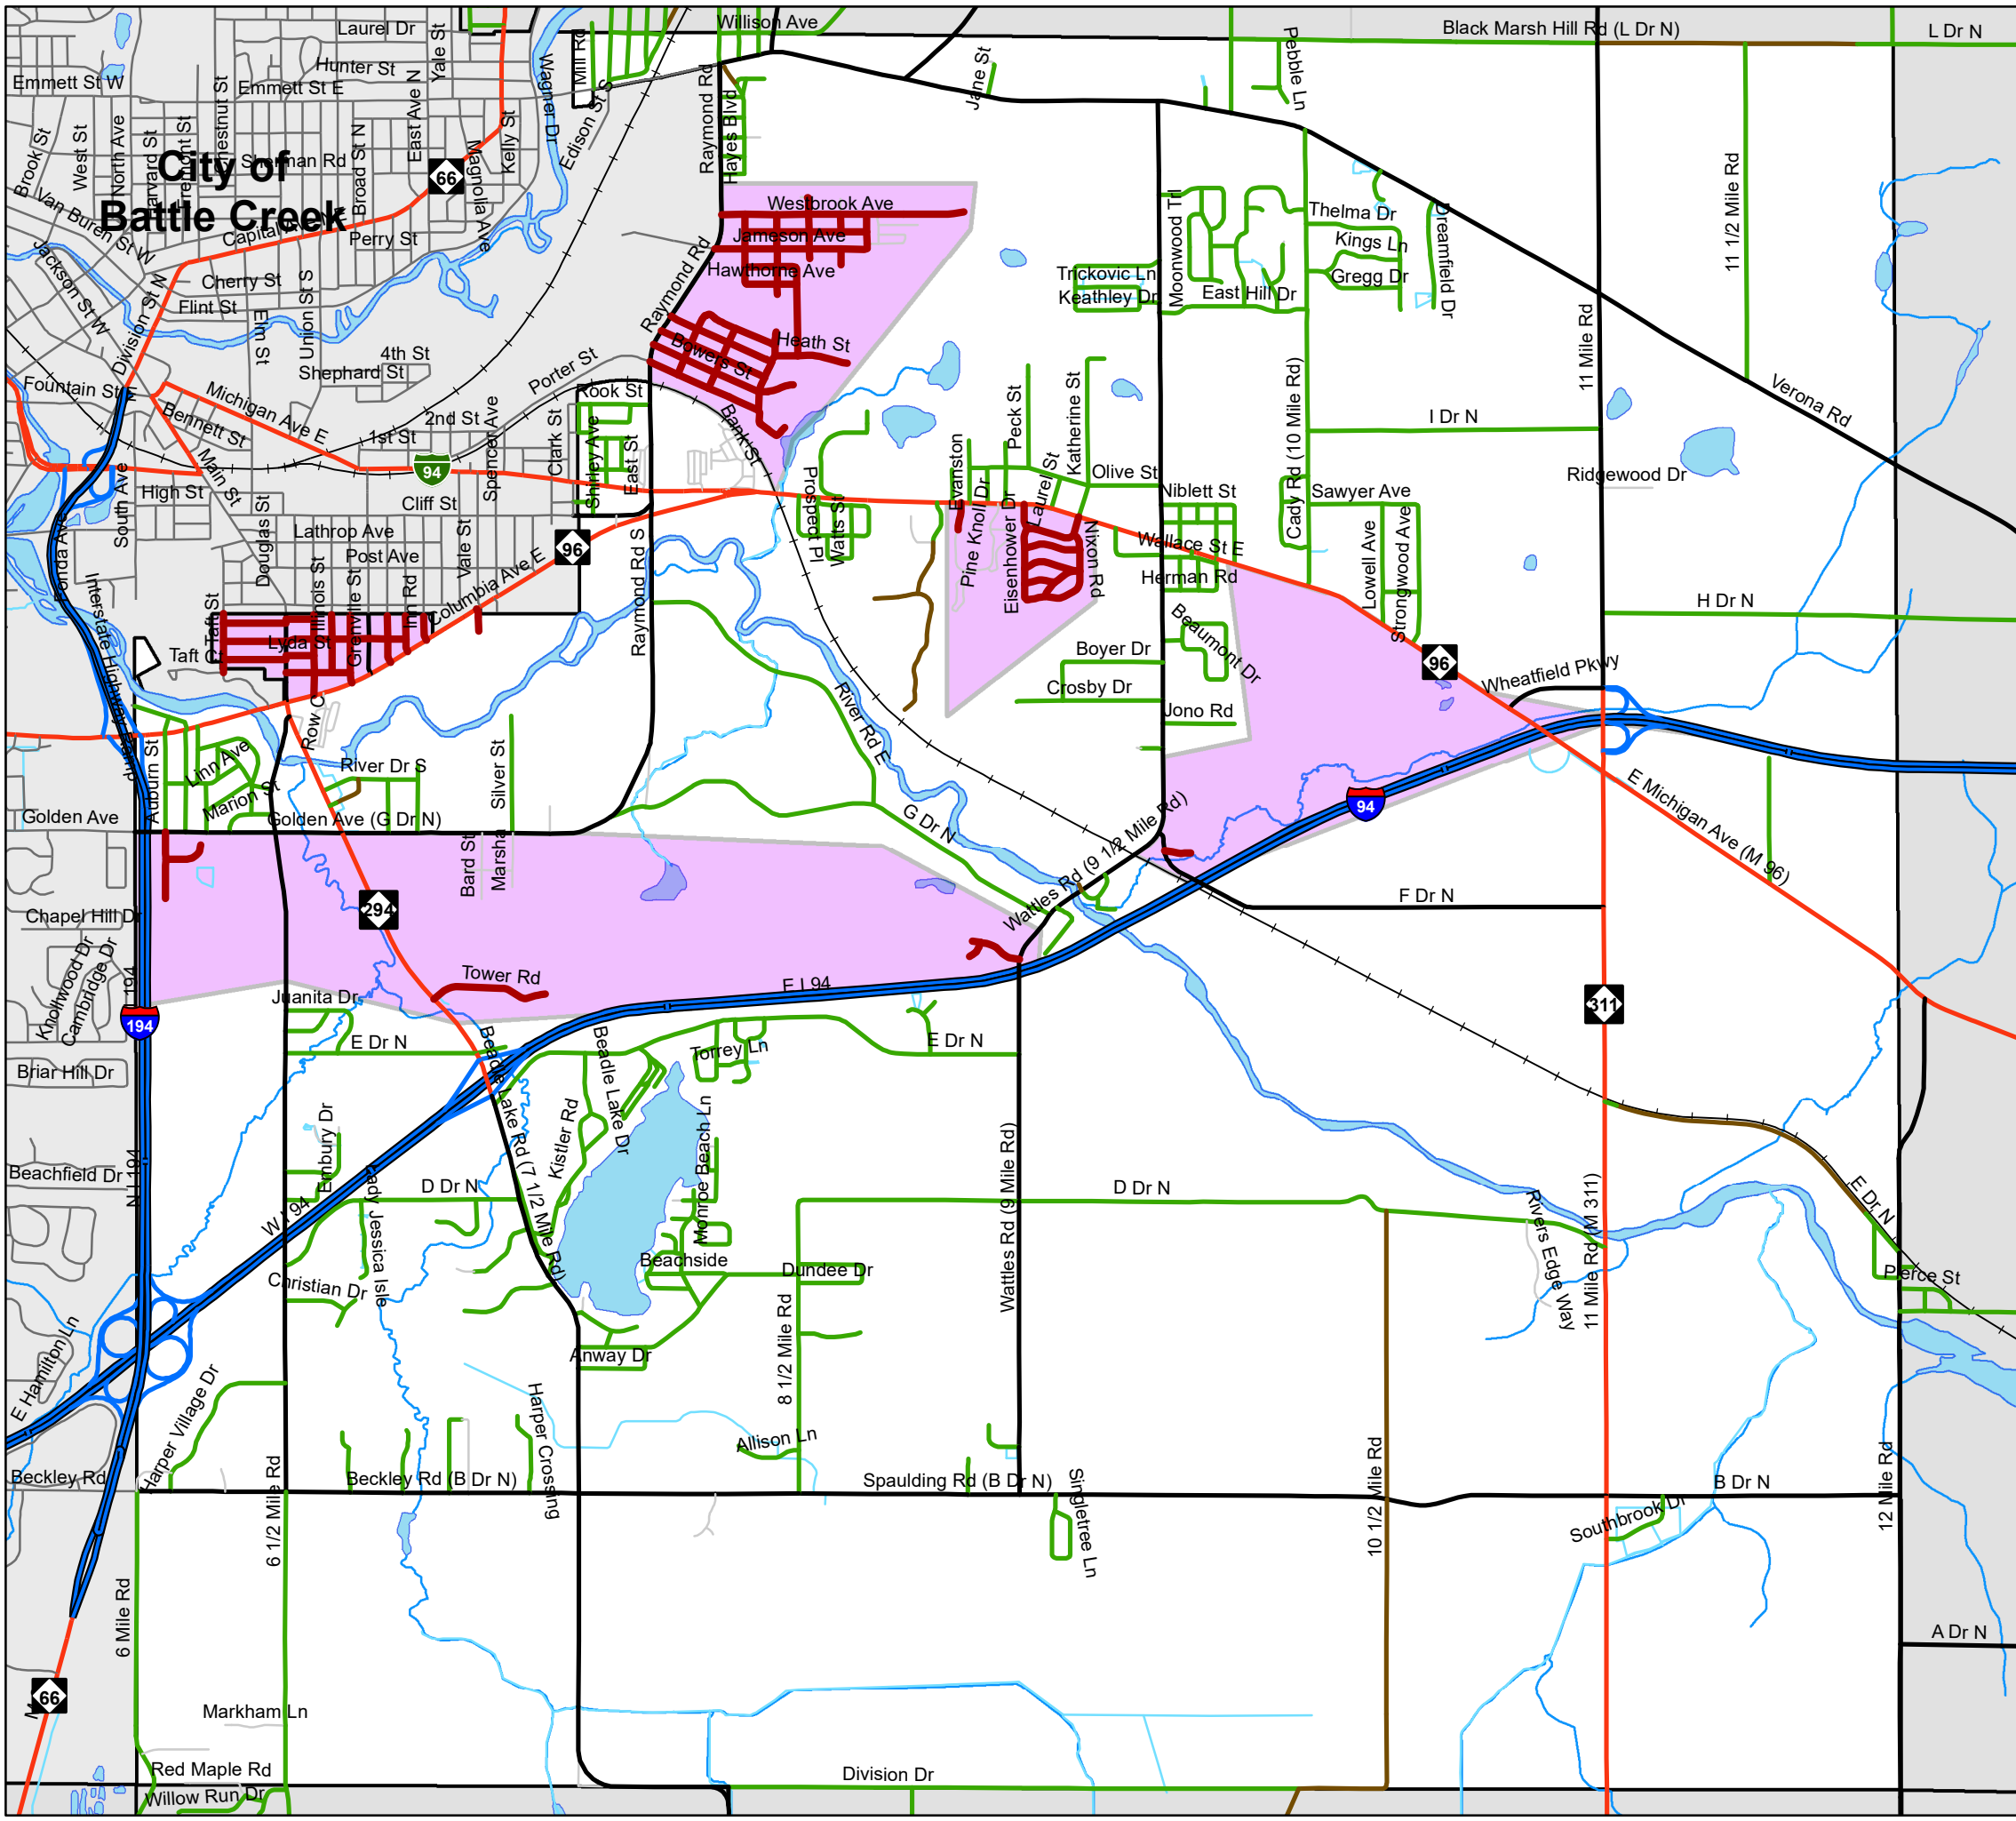 Willison Ave
Black Marsh Hill Rd (L Dr N)
L Dr N
Laurel Dr
Yale St
Mill Rd
Wagner Dr
Hunter St
Emmett St W
Emmett St E
Edison St S
Raymond Rd
Hayes Blvd
Jane St
Pebble Ln
Brook St
West St
North Ave
Harvard St
Fremont St
Chestnut St
Sherman Rd
Broad St N
East Ave N
66
Magnolia Ave
Kelly St
City of
Battle Creek
11 1/2 Mile Rd
Van Buren St W
Jackson St W
Perry St
Westbrook Ave
Jameson Ave
Hawthorne Ave
Raymond Rd
Moonwood Trl
Thelma Dr
Kings Ln
Gregg Dr
Dreamfield Dr
Trickovic Ln
Keathley Dr
East Hill Dr
Cherry St
Flint St
Division St N
Elm St
Union St S
4th St
Shephard St
Porter St
Heath St
Bowers St
11 Mile Rd
Verona Rd
Fountain St E
Michigan Ave E
Bennett St
2nd St
1st St
Spencer Ave
Clark St
Rook St
Shirley Ave
East St
Bank St
Peck St
Katherine St
Cady Rd (10 Mile Rd)
I Dr N
Ridgewood Dr
Main St
94
Cliff St
High St
South Ave
Prospect Pl
Watts St
Evanston
Pine Knoll Dr
Eisenhower Dr
Laurel St
Olive St
Nixon Rd
Niblett St
Sawyer Ave
Lowell Ave
Strongwood Ave
Wallace St E
Herman Rd
Fonda Ave
Interstate Highway Ramp
Douglas St
Lathrop Ave
Post Ave
Vale St
96
Columbia Ave E
Raymond Rd S
H Dr N
Taft St
Taft Ct
Lyda St
Illinois St
Grenville St
Inn Rd
Beaumont Dr
Boyer Dr
Crosby Dr
Jono Rd
96
Wheatfield Pkwy
River Rd E
Auburn St
Linn Ave
Marion St
River Dr S
Silver St
Golden Ave
Golden Ave (G Dr N)
G Dr N
94
E Michigan Ave (M 96)
Bard St
Marsha
Wattles Rd (9 1/2 Mile Rd)
F Dr N
Chapel Hill Dr
294
Knollwood Dr
Cambridge Dr
194
Tower Rd
E I 94
Juanita Dr
E Dr N
E Dr N
311
Briar Hill Dr
Torrey Ln
Beadle Lake Rd (7 1/2 Mile Rd)
Beadle Lake Dr
Kistler Rd
Monroe Beach Ln
Wattles Rd (9 Mile Rd)
Embury Dr
Beachfield Dr
N I 194
W I 94
D Dr N
D Dr N
Rivers Edge Way
11 Mile Rd (M 311)
E Dr N
Pierce St
Christian Dr
Beachside
Dundee Dr
8 1/2 Mile Rd
Anway Dr
E Hamilton Ln
Harper Village Dr
Harper Crossing
Allison Ln
Beckley Rd
Beckley Rd (B Dr N)
Spaulding Rd (B Dr N)
Singletree Ln
10 1/2 Mile Rd
B Dr N
Southbrook Dr
12 Mile Rd
6 1/2 Mile Rd
6 Mile Rd
A Dr N
66
Markham Ln
Red Maple Rd
Willow Run Dr
Division Dr